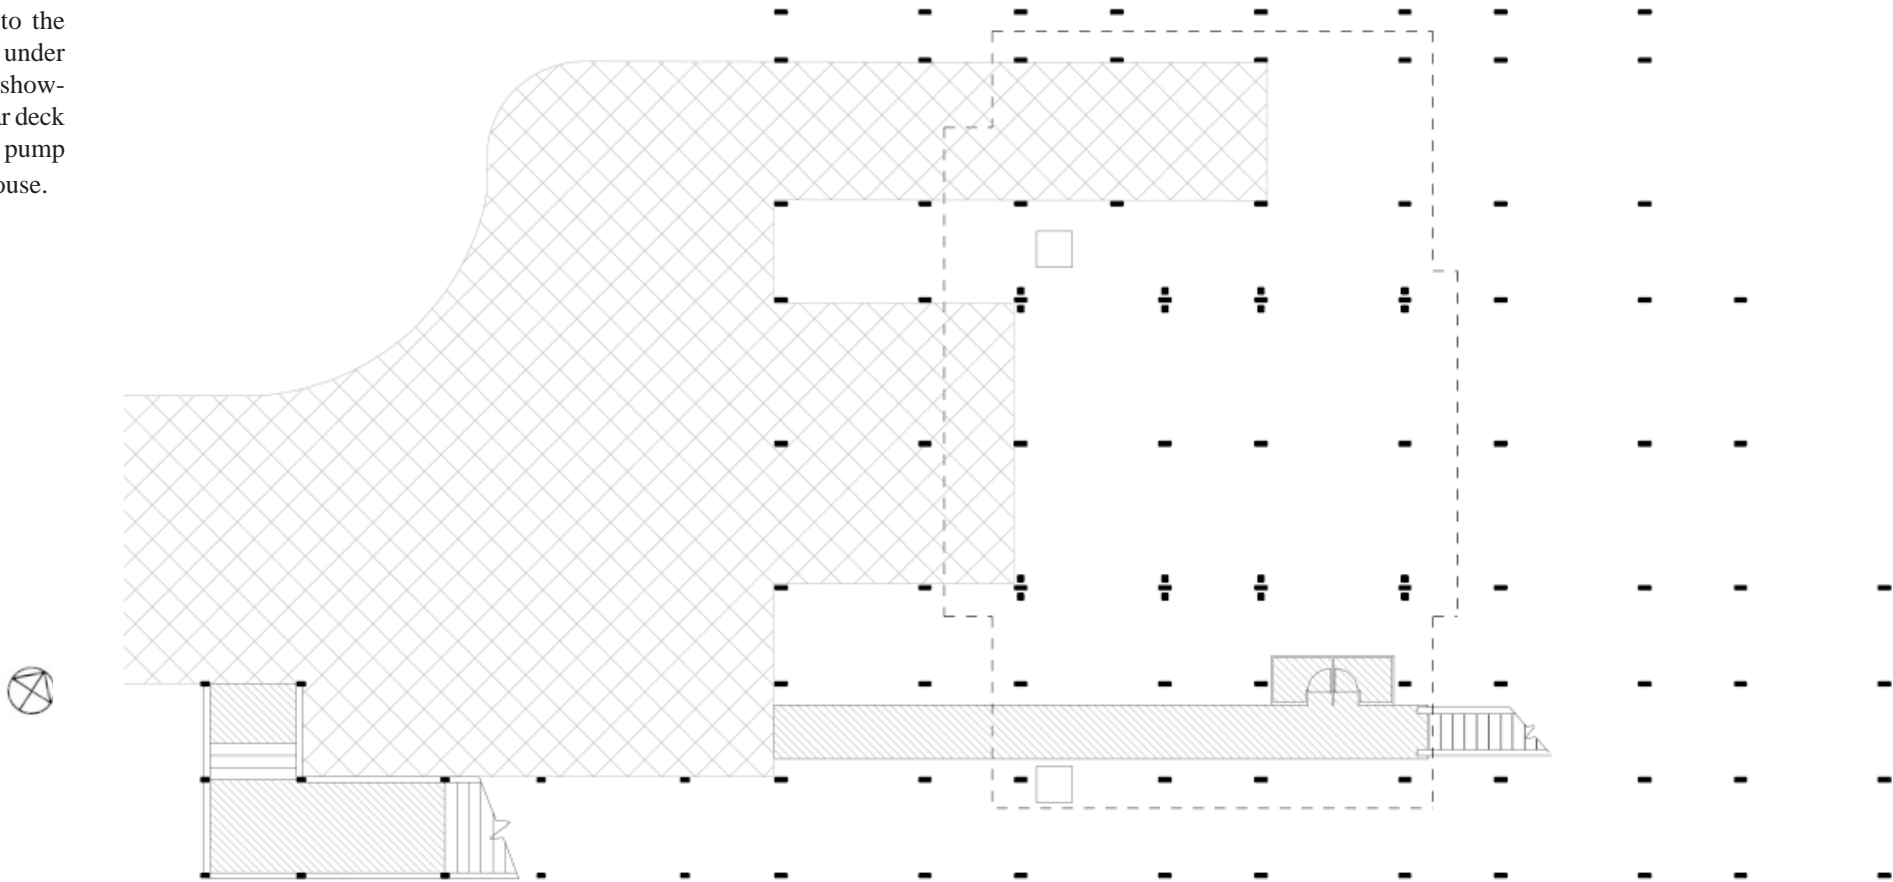 to the
under
show-
r deck
pump
ouse.